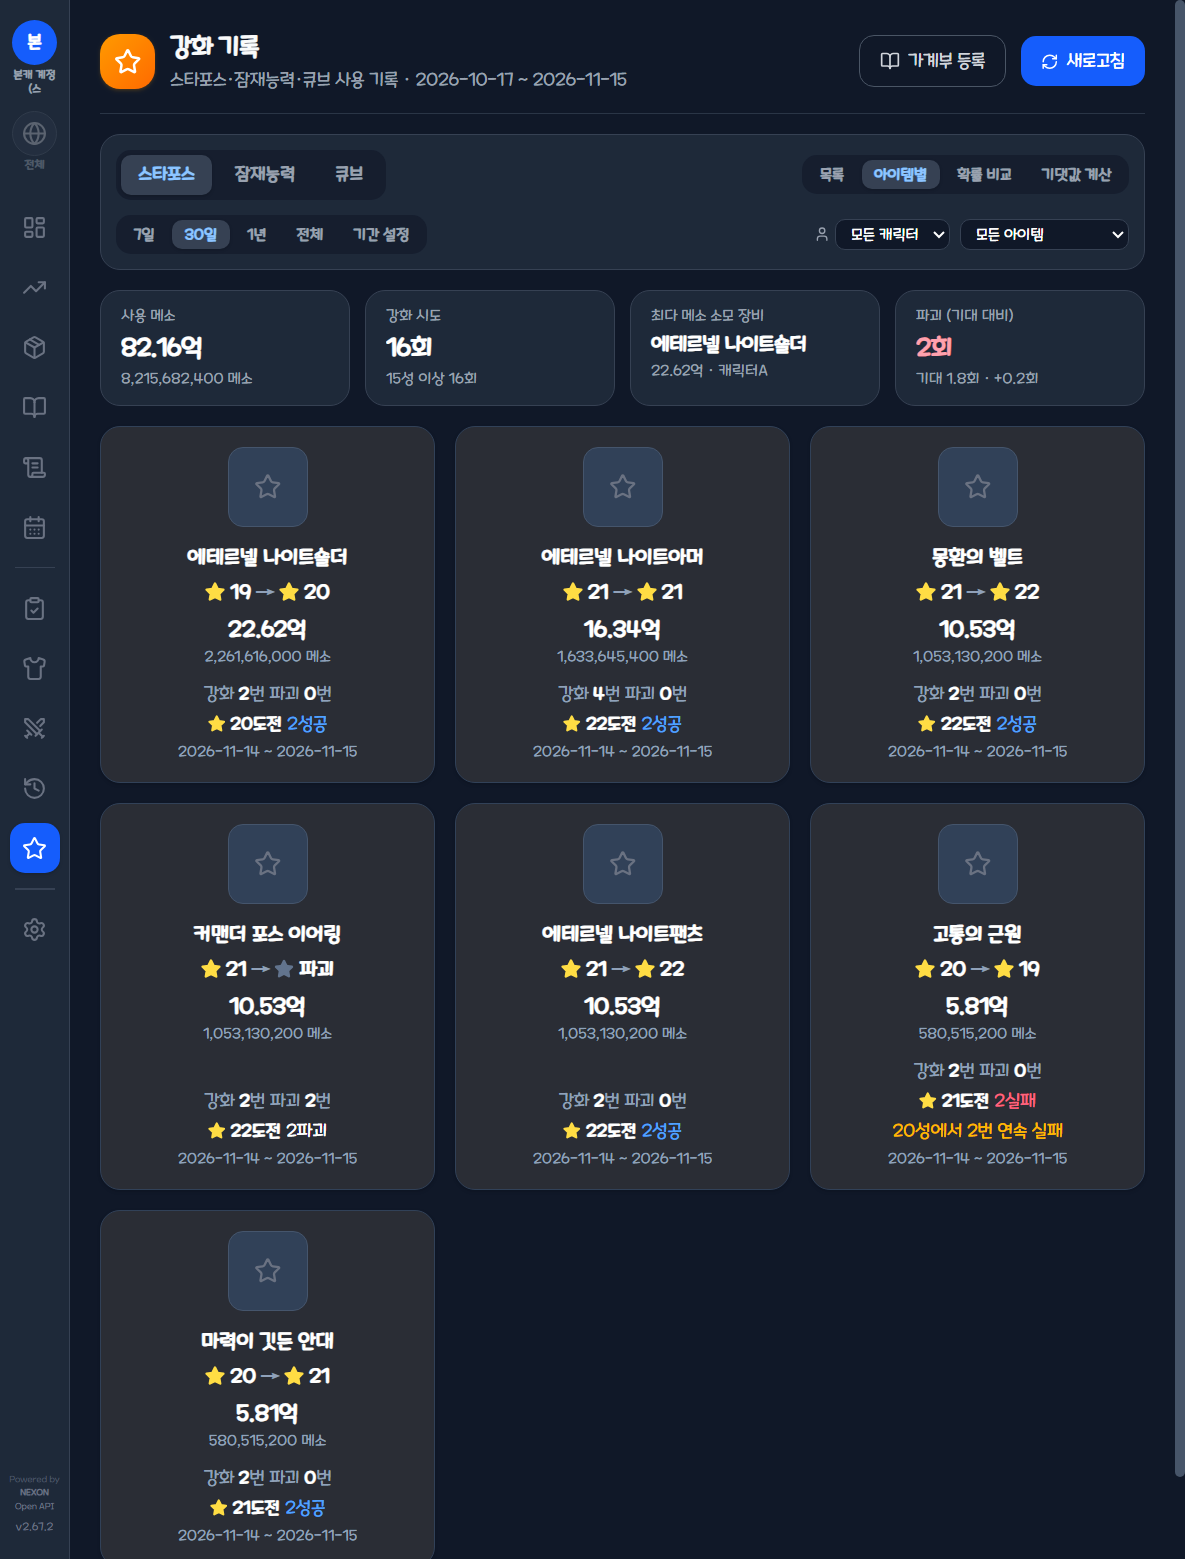 본
본캐 계정
(스
전체
Powered by
NEXON
Open API
v2.67.2
강화 기록
스타포스·잠재능력·큐브 사용 기록 · 2026-10-17 ~ 2026-11-15
가계부 등록
새로고침
스타포스 잠재능력 큐브
목록 아이템별 확률 비교 기댓값 계산
7일 30일 1년 전체 기간 설정
모든 캐릭터 모든 아이템
사용 메소
82.16억
8,215,682,400 메소
강화 시도
16회
15성 이상 16회
최다 메소 소모 장비
에테르넬 나이트숄더
22.62억 · 캐릭터A
파괴 (기대 대비)
2회
기대 1.8회 · +0.2회
에테르넬 나이트숄더
19 → 20
22.62억
2,261,616,000 메소
강화 2번 파괴 0번
20도전 2성공
2026-11-14 ~ 2026-11-15
에테르넬 나이트아머
21 → 21
16.34억
1,633,645,400 메소
강화 4번 파괴 0번
22도전 2성공
2026-11-14 ~ 2026-11-15
몽환의 벨트
21 → 22
10.53억
1,053,130,200 메소
강화 2번 파괴 0번
22도전 2성공
2026-11-14 ~ 2026-11-15
커맨더 포스 이어링
21 → 파괴
10.53억
1,053,130,200 메소
강화 2번 파괴 2번
22도전 2파괴
2026-11-14 ~ 2026-11-15
에테르넬 나이트팬츠
21 → 22
10.53억
1,053,130,200 메소
강화 2번 파괴 0번
22도전 2성공
2026-11-14 ~ 2026-11-15
고통의 근원
20 → 19
5.81억
580,515,200 메소
강화 2번 파괴 0번
21도전 2실패
20성에서 2번 연속 실패
2026-11-14 ~ 2026-11-15
마력이 깃든 안대
20 → 21
5.81억
580,515,200 메소
강화 2번 파괴 0번
21도전 2성공
2026-11-14 ~ 2026-11-15